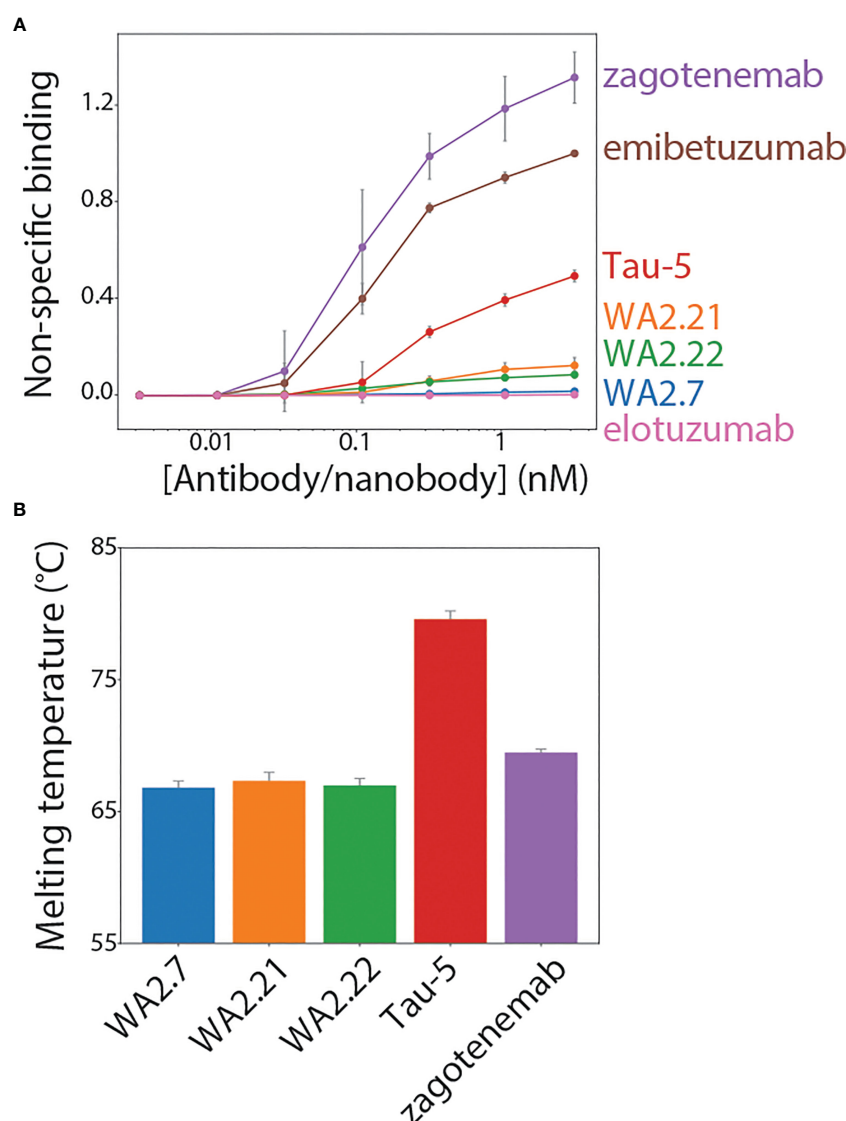 A
Non-specific binding
1.2
0.8
0.4
0.0
0.01
0.1
1
[Antibody/nanobody] (nM)
zagotenemab
emibetuzumab
Tau-5
WA2.21
WA2.22
WA2.7
elotuzumab
B
Melting temperature (°C)
85
75
65
55
WA2.7
WA2.21
WA2.22
Tau-5
zagotenemab